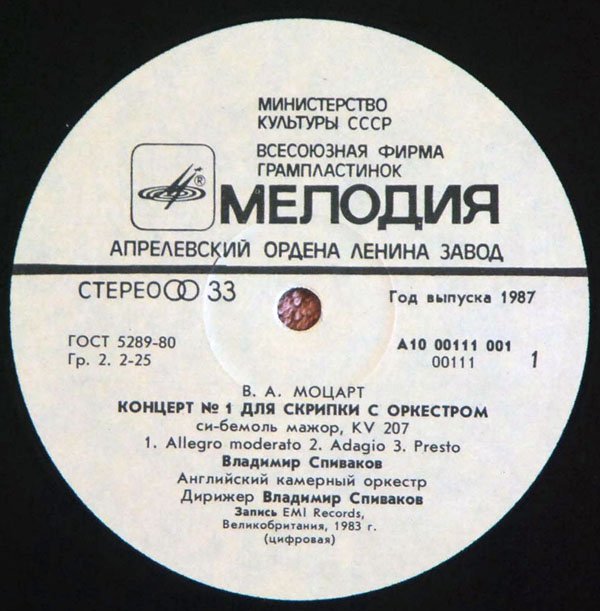 МИНИСТЕРСТВО
КУЛЬТУРЫ СССР
ВСЕСОЮЗНАЯ ФИРМА
ГРАМПЛАСТИНОК
®
МЕЛОДИЯ
АПРЕЛЕВСКИЙ ОРДЕНА ЛЕНИНА ЗАВОД
СТЕРЕО 33
Год выпуска 1987
ГОСТ 5289-80
Гр. 2. 2-25
А10 00111 001
00111 1
В. А. МОЦАРТ
КОНЦЕРТ № 1 ДЛЯ СКРИПКИ С ОРКЕСТРОМ
си-бемоль мажор, KV 207
1. Allegro moderato 2. Adagio 3. Presto
Владимир Спиваков
Английский камерный оркестр
Дирижер Владимир Спиваков
Запись EMI Records,
Великобритания, 1983 г.
(цифровая)